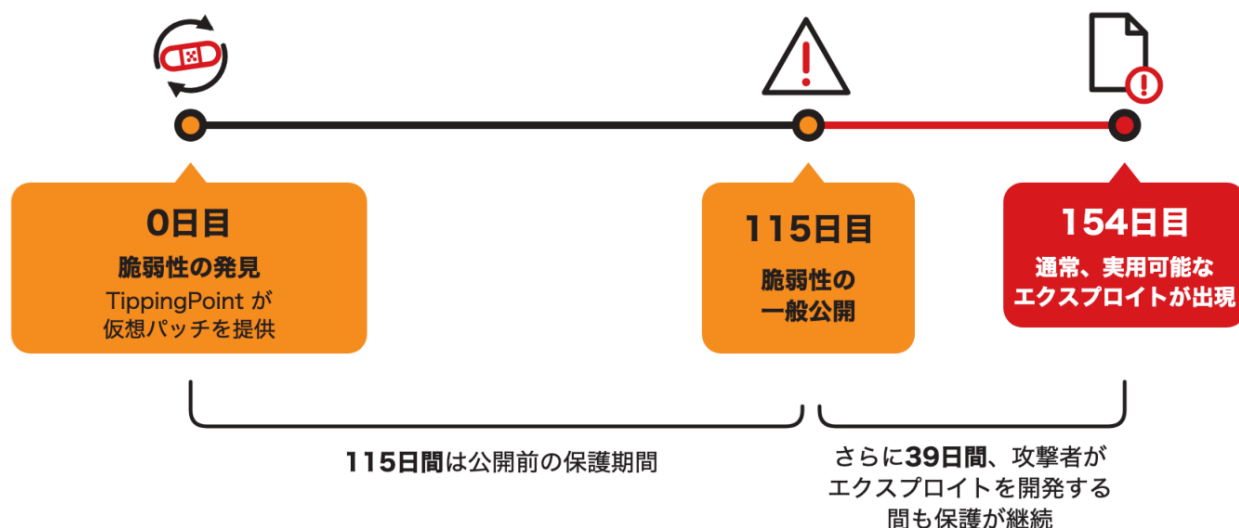 0日目
脆弱性の発見
TippingPoint が
仮想パッチを提供
115日目
脆弱性の
一般公開
154日目
通常、実用可能な
エクスプロイトが出現
115日間は公開前の保護期間
さらに39日間、攻撃者が
エクスプロイトを開発する
間も保護が継続